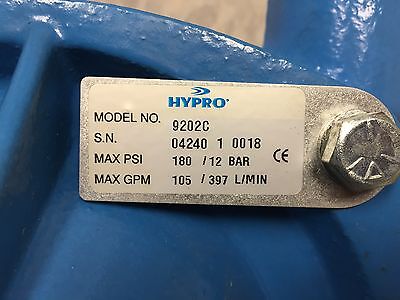 HYPRO®
MODEL NO. 9202C
S.N. 04240 1 0018
MAX PSI 180 / 12 BAR CE
MAX GPM 105 / 397 L/MIN